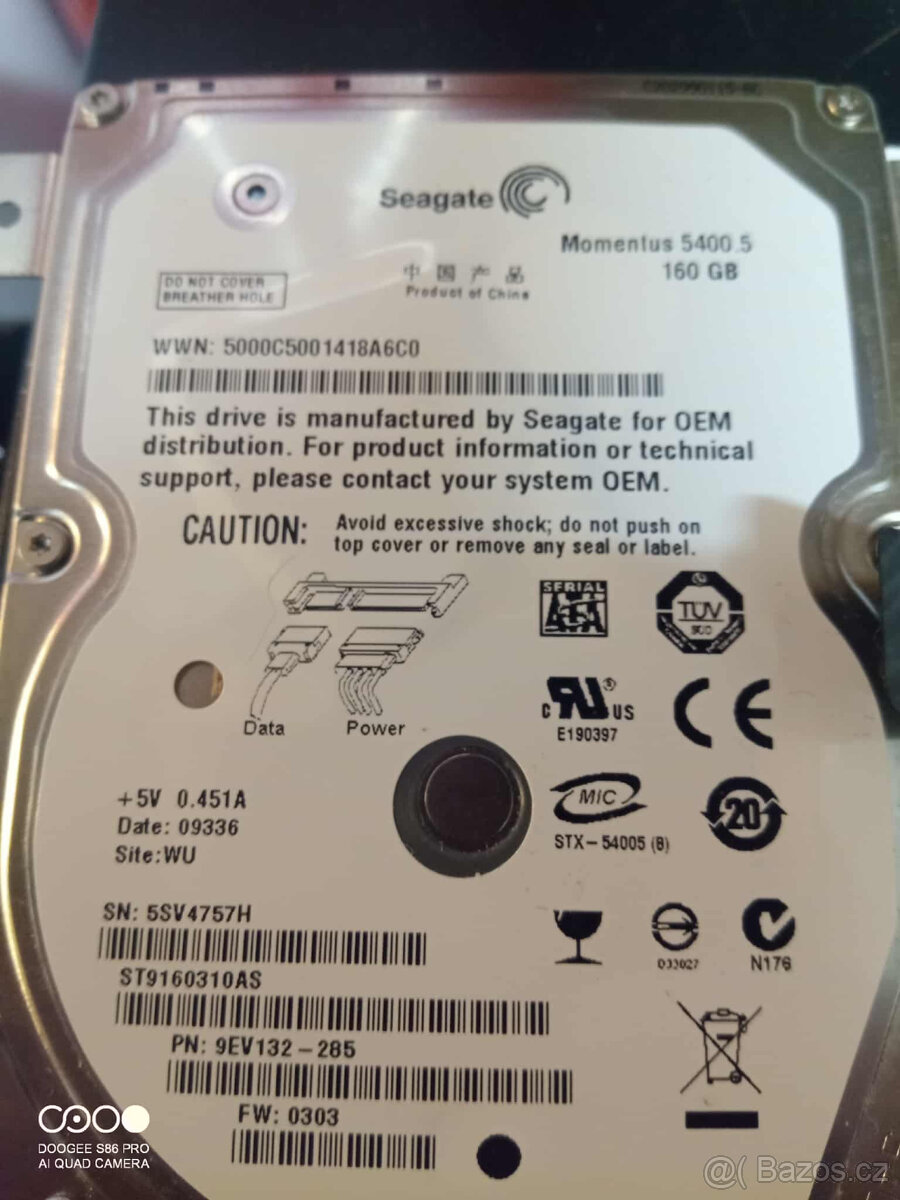 Seagate
Momentus 5400.5
160 GB
中国产品
Product of China
DO NOT COVER
BREATHER HOLE
WWN: 5000C5001418A6C0
This drive is manufactured by Seagate for OEM
distribution. For product information or technical
support, please contact your system OEM.
CAUTION: Avoid excessive shock; do not push on
top cover or remove any seal or label.
SERIAL
ATA
TUV
Data
Power
c RU ® US
E190397
CE
+5V 0.451A
Date: 09336
Site:WU
MIC
STX-54005 (B)
20
SN: 5SV4757H
D33027
N176
ST9160310AS
PN: 9EV132-285
FW: 0303
DOOGEE S86 PRO
AI QUAD CAMERA
@( Bazos.cz